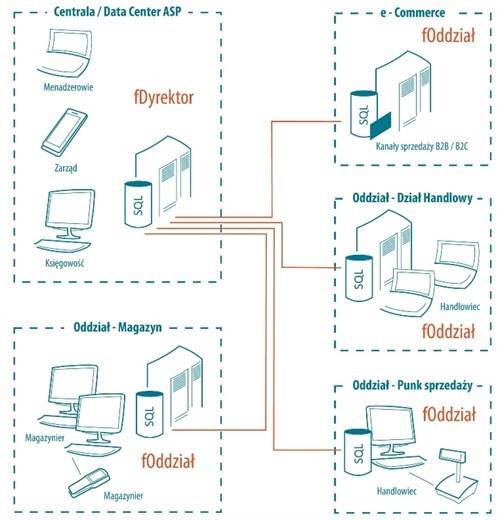 Centrala / Data Center ASP
Menadżerowie
fDyrektor
Zarząd
SQL
Księgowość
e - Commerce
fOddział
SQL
Kanały sprzedaży B2B / B2C
Oddział - Dział Handlowy
SQL
Handlowiec
fOddział
Oddział - Magazyn
SQL
Magazynier
fOddział
Magazynier
Oddział - Punk sprzedaży
fOddział
SQL
Handlowiec